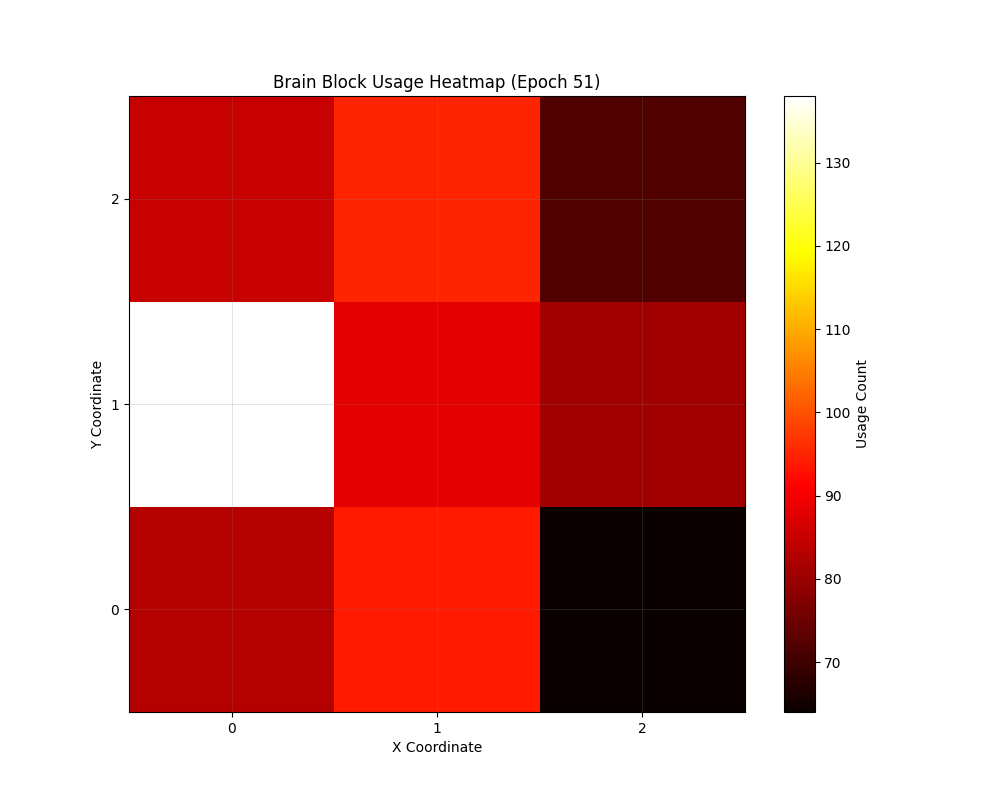 Brain Block Usage Heatmap (Epoch 51)
130
120
110
100
90
80
70
Usage Count
2
1
0
Y Coordinate
0 1 2
X Coordinate